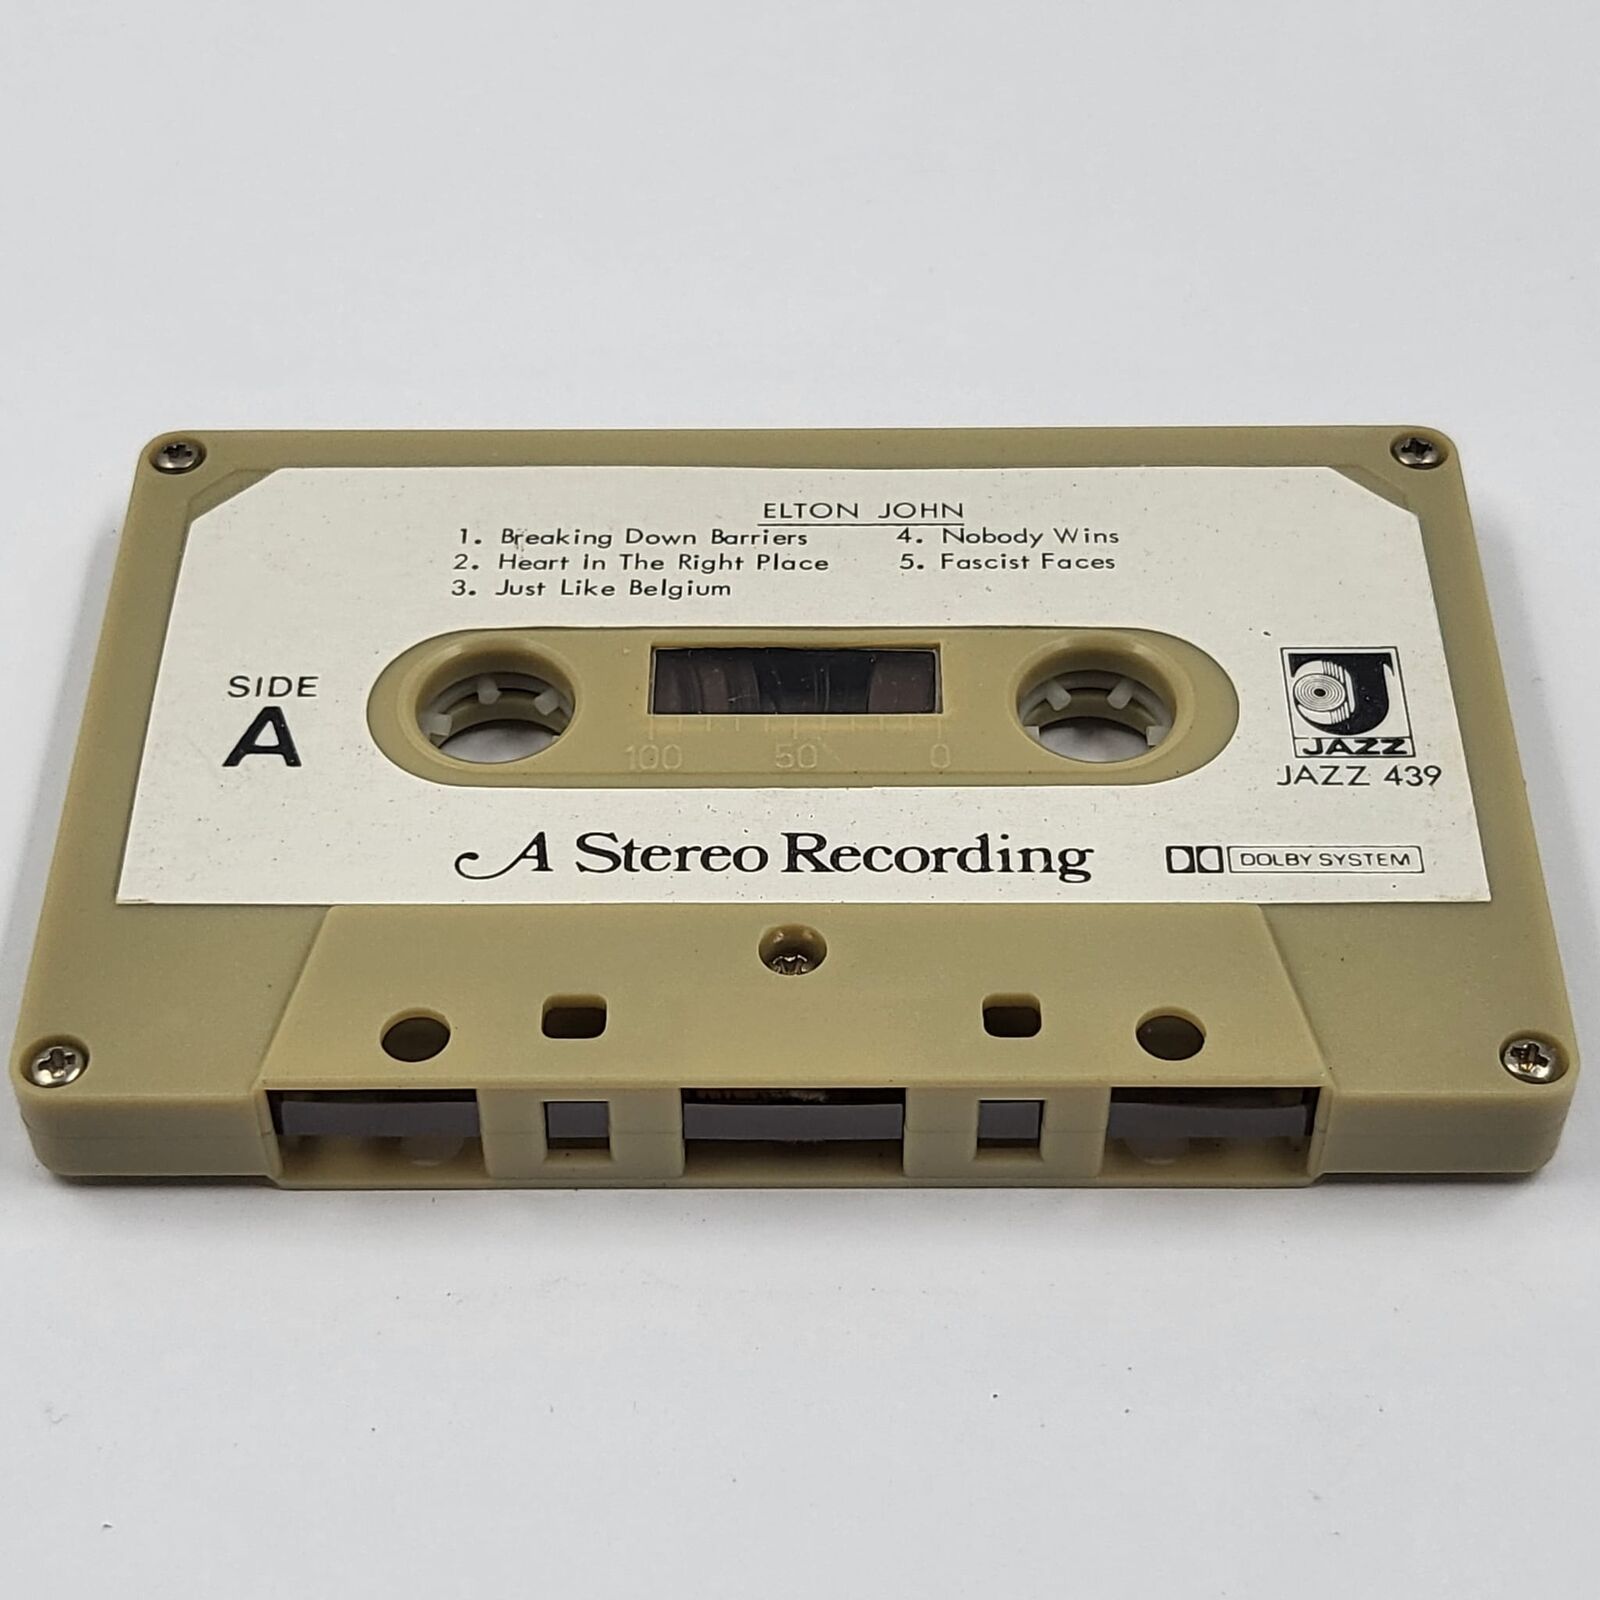 ELTON JOHN
1. Breaking Down Barriers
2. Heart in The Right Place
3. Just Like Belgium
4. Nobody Wins
5. Fascist Faces
SIDE
A
100 50 0
JAZZ
JAZZ 439
A Stereo Recording
DOLBY SYSTEM